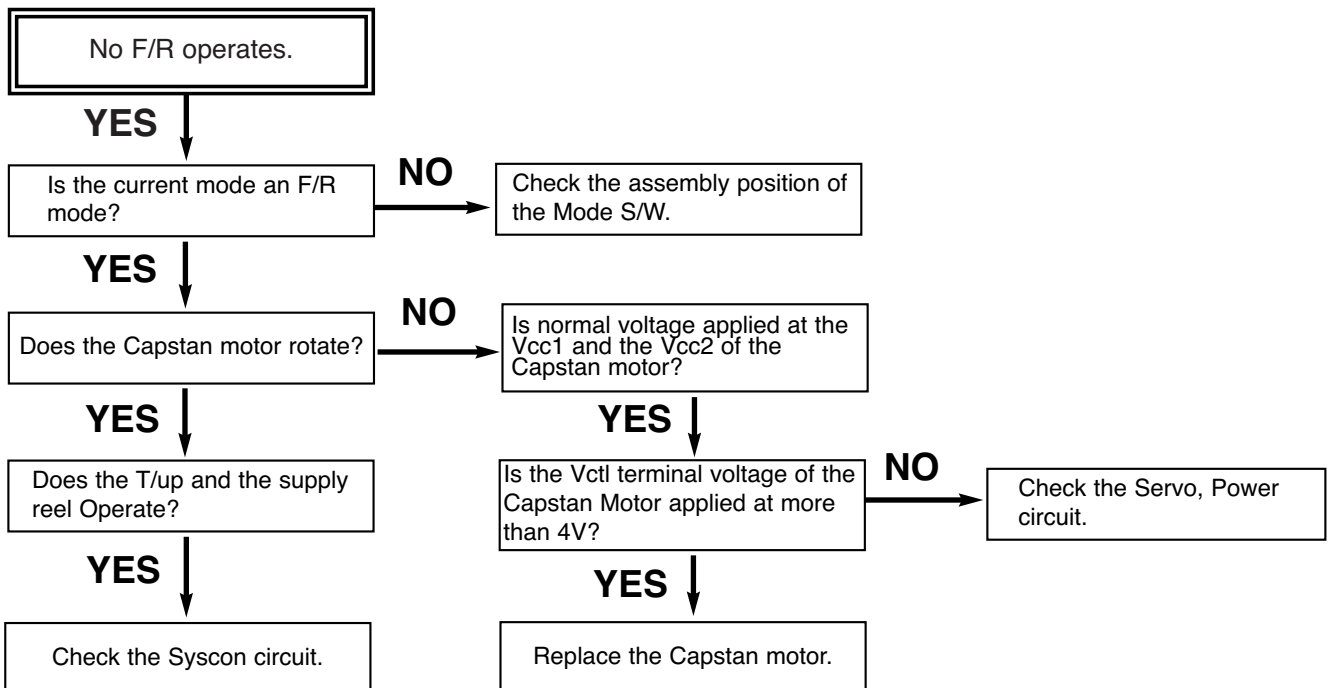 No F/R operates.
YES
Is the current mode an F/R
mode?
NO
Check the assembly position of
the Mode S/W.
YES
Does the Capstan motor rotate?
NO
Is normal voltage applied at the
Vcc1 and the Vcc2 of the
Capstan motor?
YES
YES
Does the T/up and the supply
reel Operate?
Is the Vctl terminal voltage of the
Capstan Motor applied at more
than 4V?
NO
Check the Servo, Power
circuit.
YES
YES
Check the Syscon circuit.
Replace the Capstan motor.